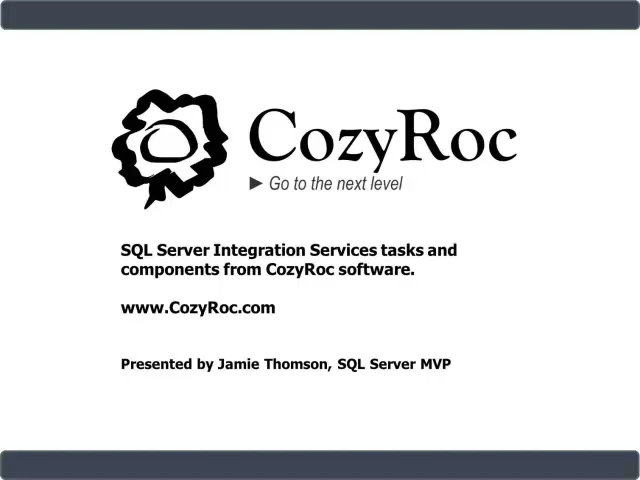 CozyRoc
► Go to the next level
SQL Server Integration Services tasks and
components from CozyRoc software.
www.CozyRoc.com
Presented by Jamie Thomson, SQL Server MVP